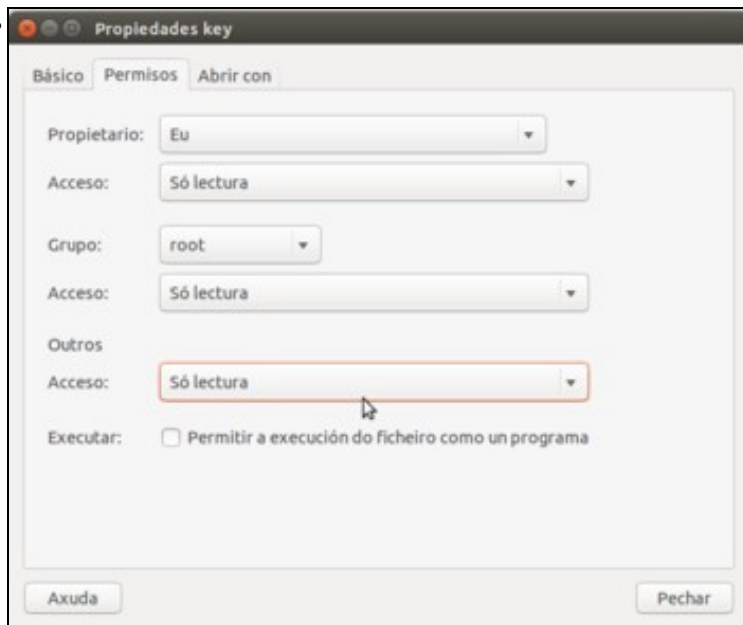 Propiedades key
Básico Permisos Abrir con
Propietario: Eu
Acceso: Só lectura
Grupo: root
Acceso: Só lectura
Outros
Acceso: Só lectura
Executar: Permitir a execución do ficheiro como un programa
Axuda Pechar